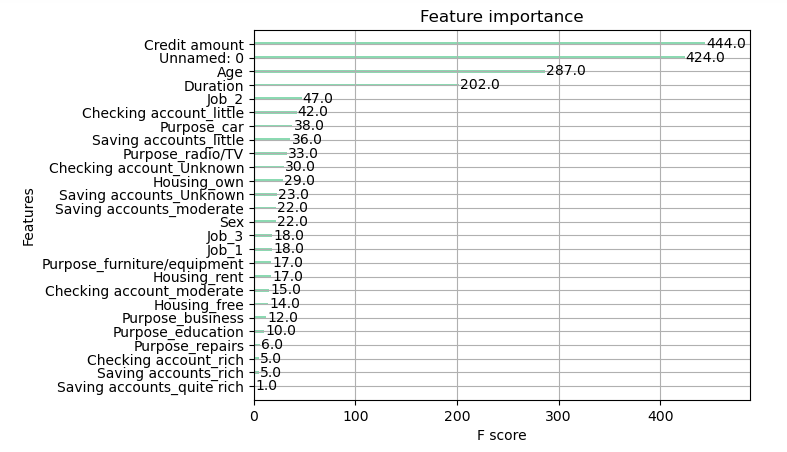 Feature importance
Features
Credit amount 444.0
Unnamed: 0 424.0
Age 287.0
Duration 202.0
Job_2 47.0
Checking account_little 42.0
Purpose_car 38.0
Saving accounts_little 36.0
Purpose_radio/TV 33.0
Checking account_Unknown 30.0
Housing_own 29.0
Saving accounts_Unknown 23.0
Saving accounts_moderate 22.0
Sex 22.0
Job_3 18.0
Job_1 18.0
Purpose_furniture/equipment 17.0
Housing_rent 17.0
Checking account_moderate 15.0
Housing_free 14.0
Purpose_business 12.0
Purpose_education 10.0
Purpose_repairs 6.0
Checking account_rich 5.0
Saving accounts_rich 5.0
Saving accounts_quite rich 1.0
0 100 200 300 400
F score